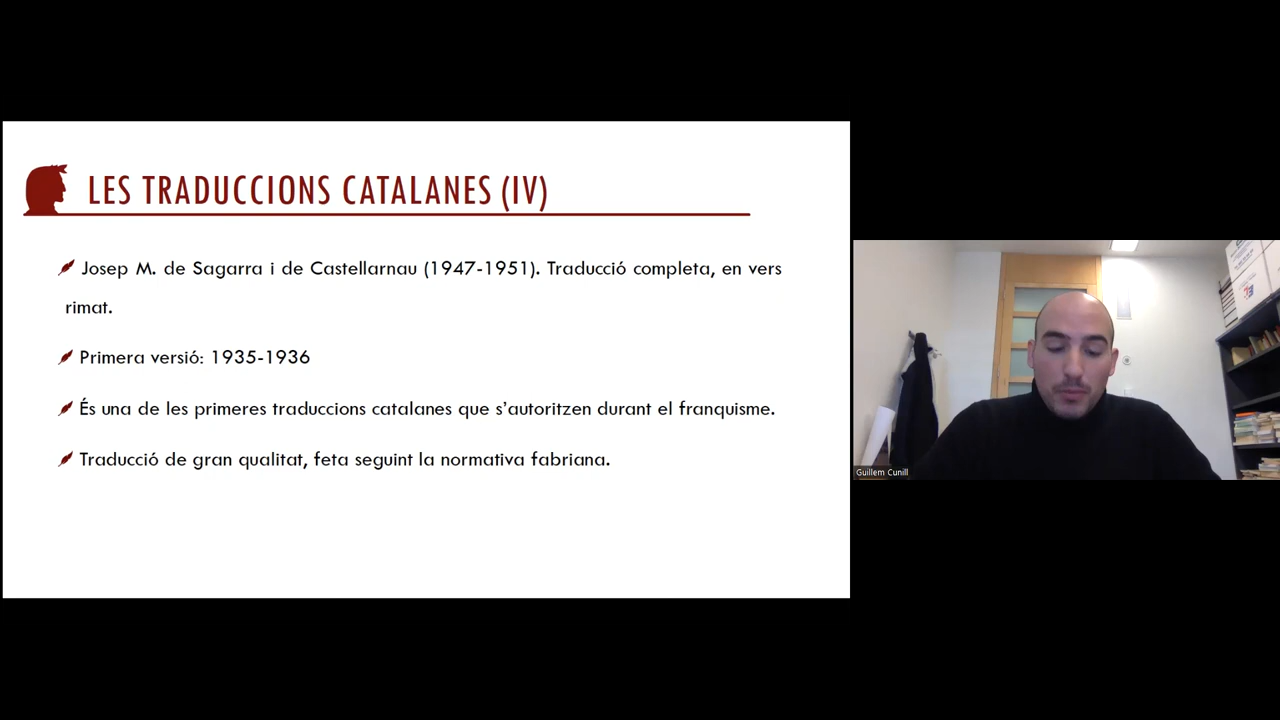 LES TRADUCCIONS CATALANES (IV)
Josep M. de Sagarra i de Castellarnau (1947-1951). Traducció completa, en vers
rimat.
Primera versió: 1935-1936
És una de les primeres traduccions catalanes que s'autoritzen durant el franquisme.
Traducció de gran qualitat, feta seguint la normativa fabriana.
Guillem Cunill